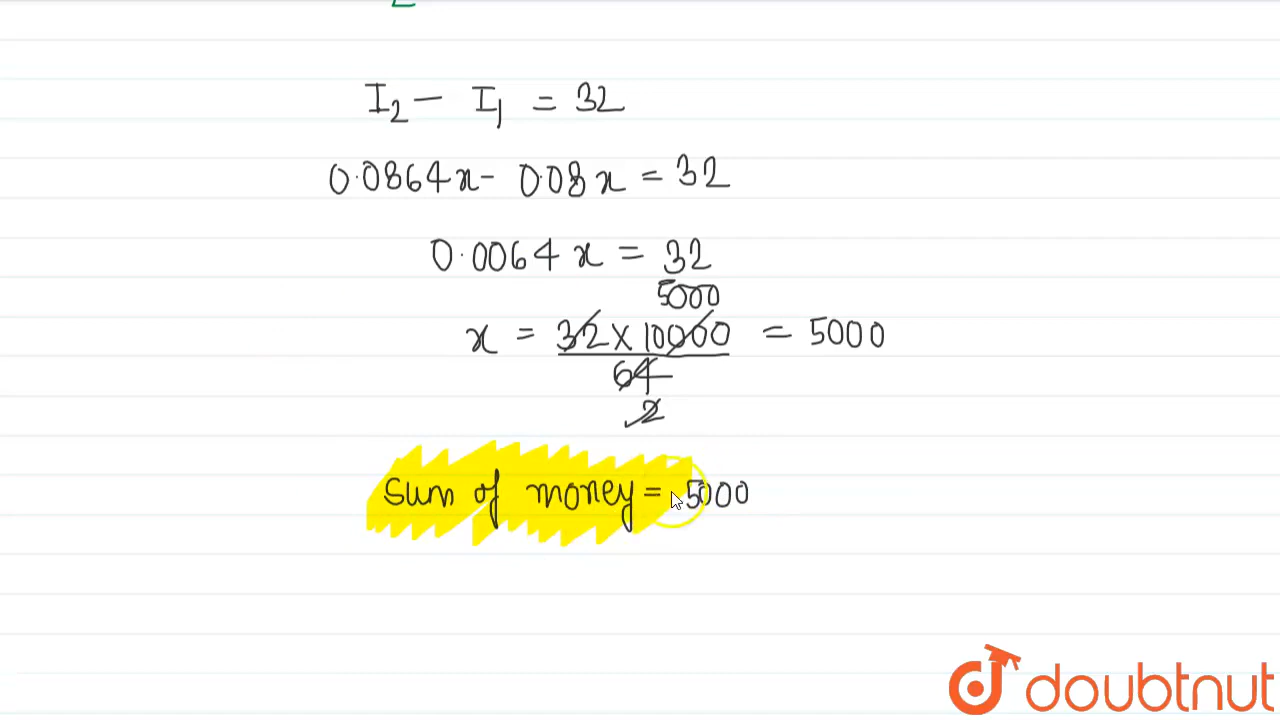 I₂ - I₁ = 32
0.0864x - 0.08x = 32
0.0064x = 32
5000
x = 32 x 10000 = 5000
64
2
Sum of money = 5000
doubtnut